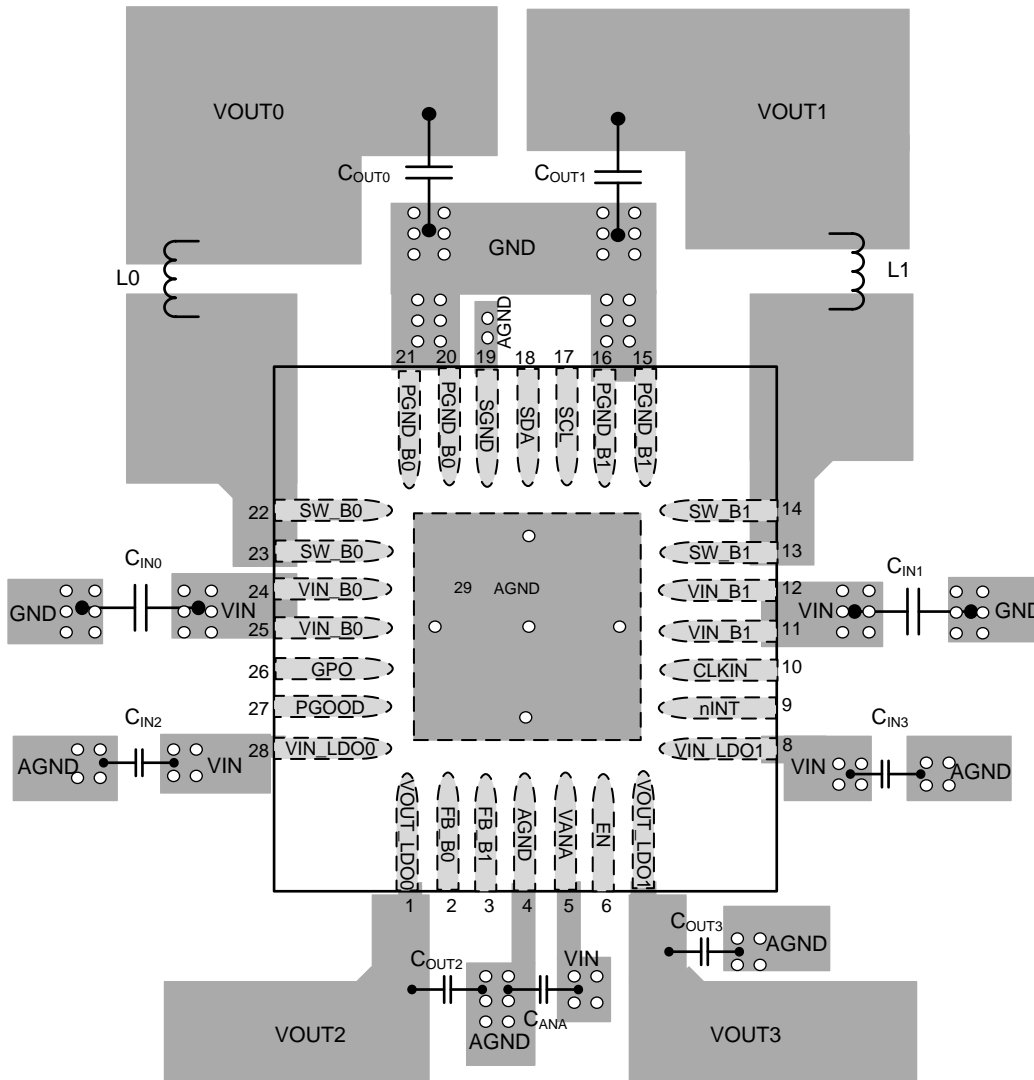 VOUT0
VOUT1
COUT0
COUT1
GND
L0
L1
AGND
21
20
19
18
17
16
15
PGND_B0
PGND_B0
SGND
SDA
SCL
PGND_B1
PGND_B1
22
SW_B0
SW_B1
14
23
SW_B0
SW_B1
13
CIN0
CIN1
24
VIN_B0
VIN_B1
12
GND
VIN
29
AGND
VIN
GND
25
VIN_B0
VIN_B1
11
26
GPO
CLKIN
10
27
PGOOD
nINT
9
CIN2
CIN3
28
VIN_LDO0
VIN_LDO1
8
AGND
VIN
VIN
AGND
VOUT_LDO0
FB_B0
FB_B1
AGND
VANA
EN
VOUT_LDO1
1
2
3
4
5
6
COUT3
AGND
COUT2
VIN
CANA
AGND
VOUT2
VOUT3